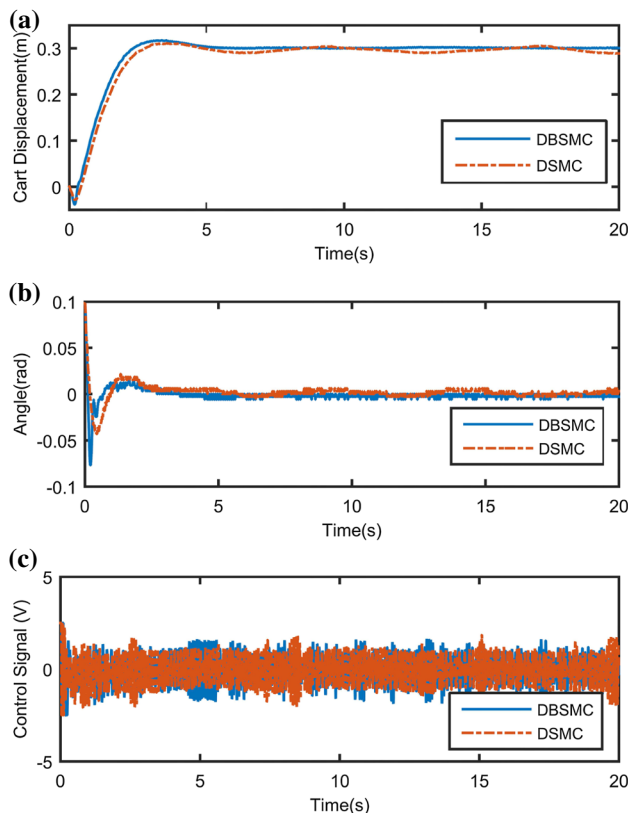 (a)
Cart Displacement(m)
0.3
0.2
0.1
0
0 5 10 15 20
Time(s)
DBSMC
DSMC
(b)
Angle(rad)
0.1
0.05
0
-0.05
-0.1
0 5 10 15 20
Time(s)
DBSMC
DSMC
(c)
Control Signal (V)
5
0
-5
0 5 10 15 20
Time(s)
DBSMC
DSMC